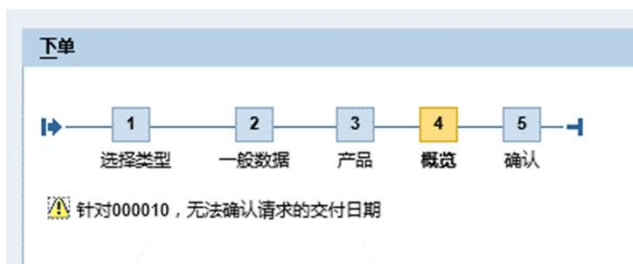 下单
1 2 3 4 5
选择类型 一般数据 产品 概览 确认
针对000010，无法确认请求的交付日期